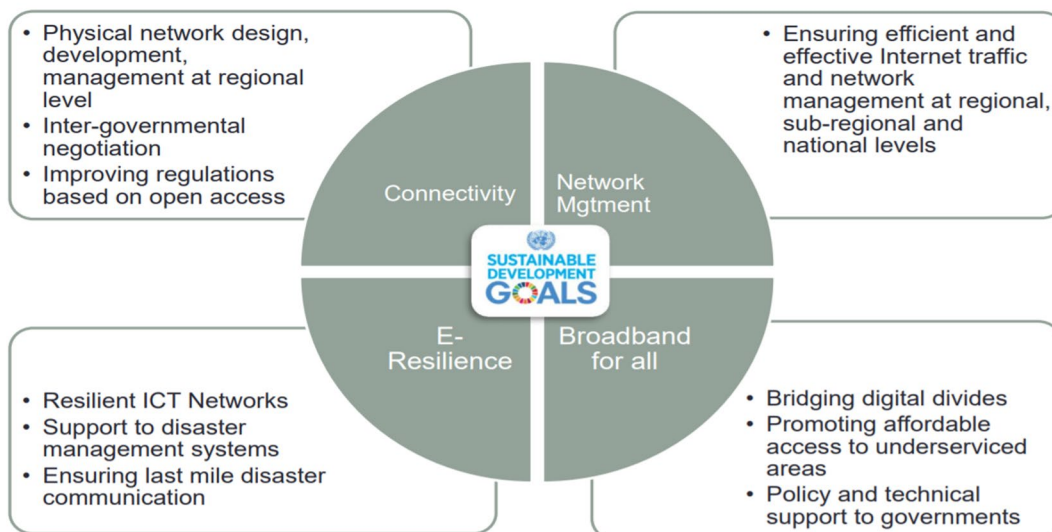 • Physical network design,
development,
management at regional
level
• Inter-governmental
negotiation
• Improving regulations
based on open access
• Ensuring efficient and
effective Internet traffic
and network
management at regional,
sub-regional and
national levels
Connectivity
Network
Mgtment
SUSTAINABLE
DEVELOPMENT
GOALS
E-
Resilience
Broadband
for all
• Resilient ICT Networks
• Support to disaster
management systems
• Ensuring last mile disaster
communication
• Bridging digital divides
• Promoting affordable
access to underserviced
areas
• Policy and technical
support to governments